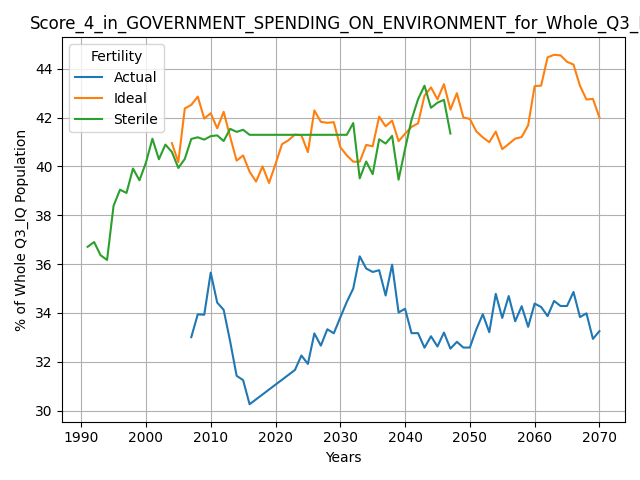 Score_4_in_GOVERNMENT_SPENDING_ON_ENVIRONMENT_for_Whole_Q3_
Fertility
Actual
Ideal
Sterile
% of Whole Q3_IQ Population
44
42
40
38
36
34
32
30
1990
2000
2010
2020
2030
2040
2050
2060
2070
Years